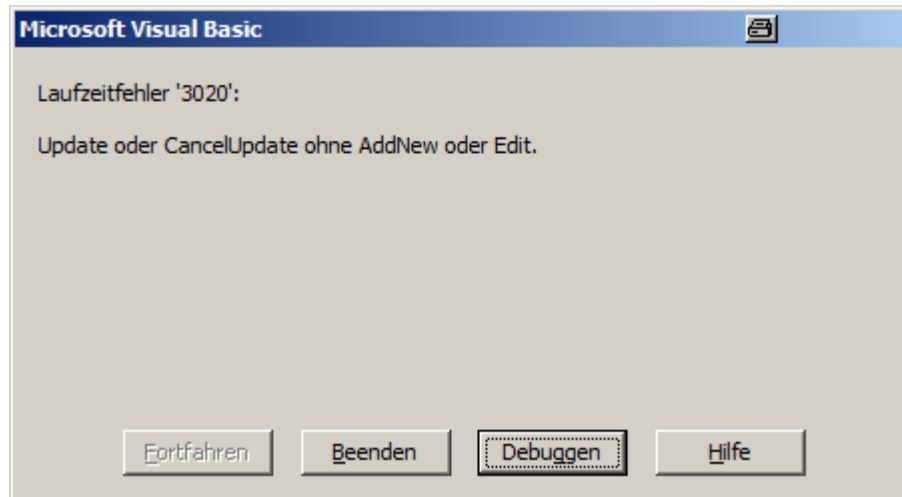 Microsoft Visual Basic
Laufzeitfehler '3020':
Update oder CancelUpdate ohne AddNew oder Edit.
Fortfahren Beenden Debuggen Hilfe